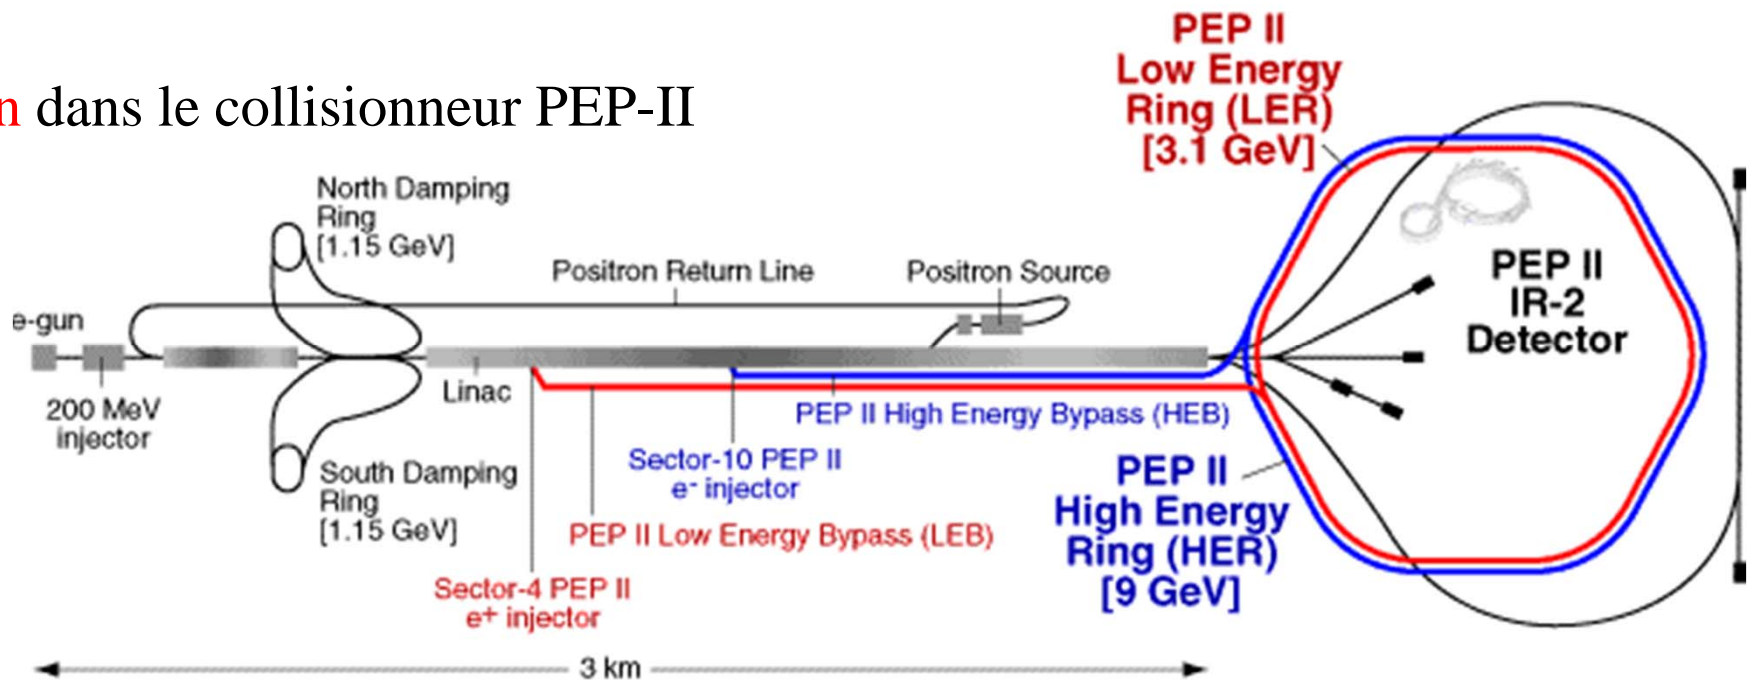 n dans le collisionneur PEP-II
PEP II
Low Energy
Ring (LER)
[3.1 GeV]
North Damping
Ring
[1.15 GeV]
Positron Return Line
Positron Source
e-gun
200 MeV
injector
Linac
PEP II
IR-2
Detector
PEP II High Energy Bypass (HEB)
Sector-10 PEP II
e- injector
South Damping
Ring
[1.15 GeV]
PEP II Low Energy Bypass (LEB)
PEP II
High Energy
Ring (HER)
[9 GeV]
Sector-4 PEP II
e+ injector
3 km